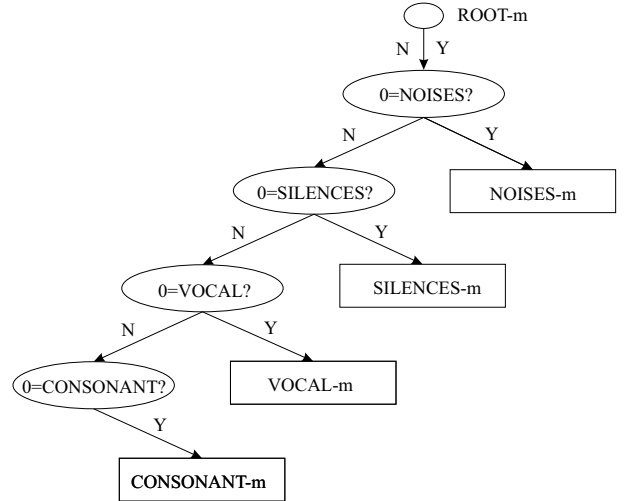 ROOT-m
N Y
0=NOISES?
N Y
0=SILENCES? NOISES-m
N Y
0=VOCAL? SILENCES-m
N Y
0=CONSONANT? VOCAL-m
Y
CONSONANT-m